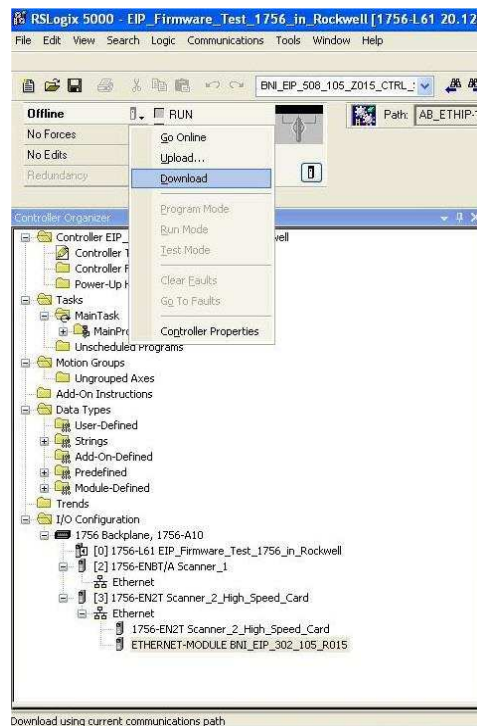 RSLogix 5000 - EIP_Firmware_Test_1756_in_Rockwell [1756-L61 20.12
File Edit View Search Logic Communications Tools Window Help
BNI_EIP_508_105_Z015_CTRL_
Offline RUN Path: AB_ETHIP-
No Forces
No Edits
Redundancy
Go Online
Upload...
Download
Program Mode
Run Mode
Test Mode
Clear Faults
Go To Faults
Controller Properties
Controller Organizer
Controller EIP_ well
Controller
Controller
Power-Up
Tasks
MainTask
MainPro
Unscheduled Programs
Motion Groups
Ungrouped Axes
Add-On Instructions
Data Types
User-Defined
Strings
Add-On-Defined
Predefined
Module-Defined
Trends
I/O Configuration
1756 Backplane, 1756-A10
[0] 1756-L61 EIP_Firmware_Test_1756_in_Rockwell
[2] 1756-ENBT/A Scanner_1
Ethernet
[3] 1756-EN2T Scanner_2_High_Speed_Card
Ethernet
1756-EN2T Scanner_2_High_Speed_Card
ETHERNET-MODULE BNI_EIP_302_105_R015
Download using current communications path